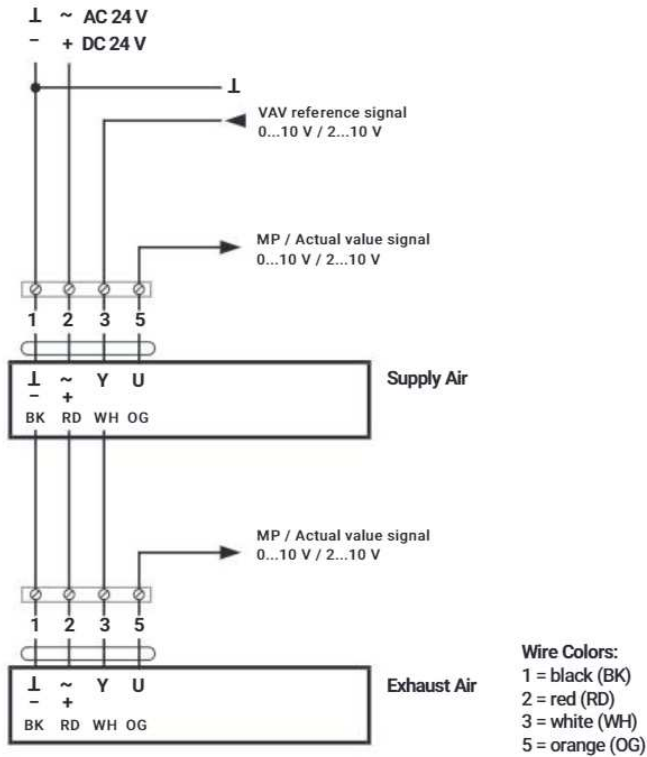 ⊥ ~ AC 24 V
– + DC 24 V
⊥
VAV reference signal
0...10 V / 2...10 V
MP / Actual value signal
0...10 V / 2...10 V
1 2 3 5
⊥ ~ Y U
– +
BK RD WH OG
Supply Air
MP / Actual value signal
0...10 V / 2...10 V
1 2 3 5
⊥ ~ Y U
– +
BK RD WH OG
Exhaust Air
Wire Colors:
1 = black (BK)
2 = red (RD)
3 = white (WH)
5 = orange (OG)